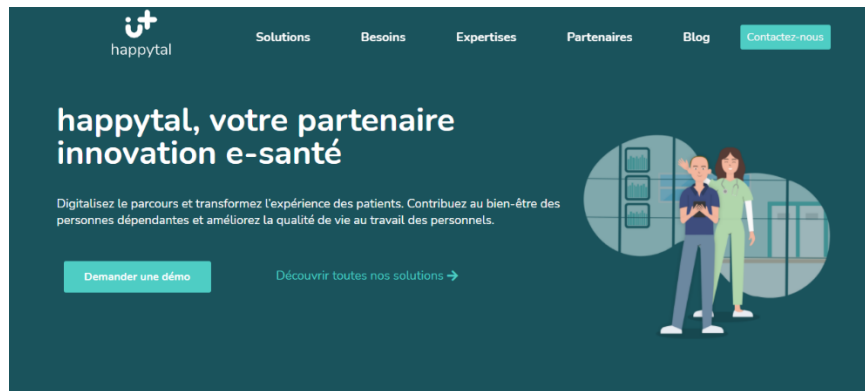 happytal
Solutions
Besoins
Expertises
Partenaires
Blog
Contactez-nous
happytal, votre partenaire
innovation e-santé
Digitalisez le parcours et transformez l'expérience des patients. Contribuez au bien-être des
personnes dépendantes et améliorez la qualité de vie au travail des personnels.
Demander une démo
Découvrir toutes nos solutions →